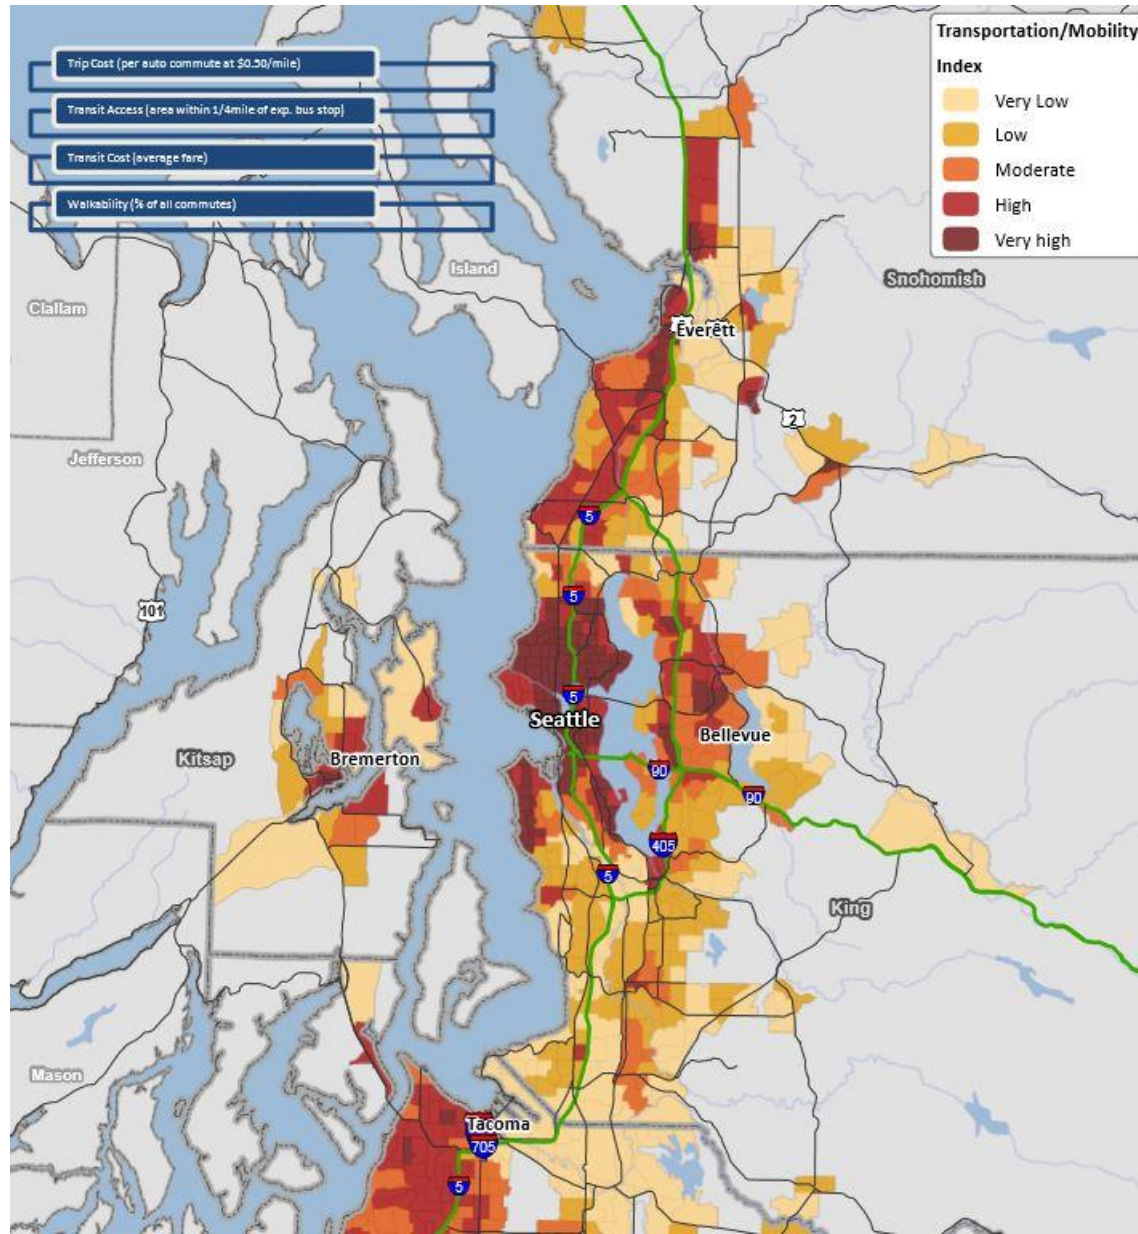 Trip Cost (per auto commute at $0.50/mile)
Transit Access (area within 1/4mile of exp. bus stop)
Transit Cost (average fare)
Walkability (% of all commutes)
Transportation/Mobility
Index
Very Low
Low
Moderate
High
Very high
Island
Snohomish
Clallam
Everett
2
Jefferson
5
101
5
5
Seattle
Bellevue
Kitsap
Bremerton
90
90
405
5
King
Mason
Tacoma
705
5